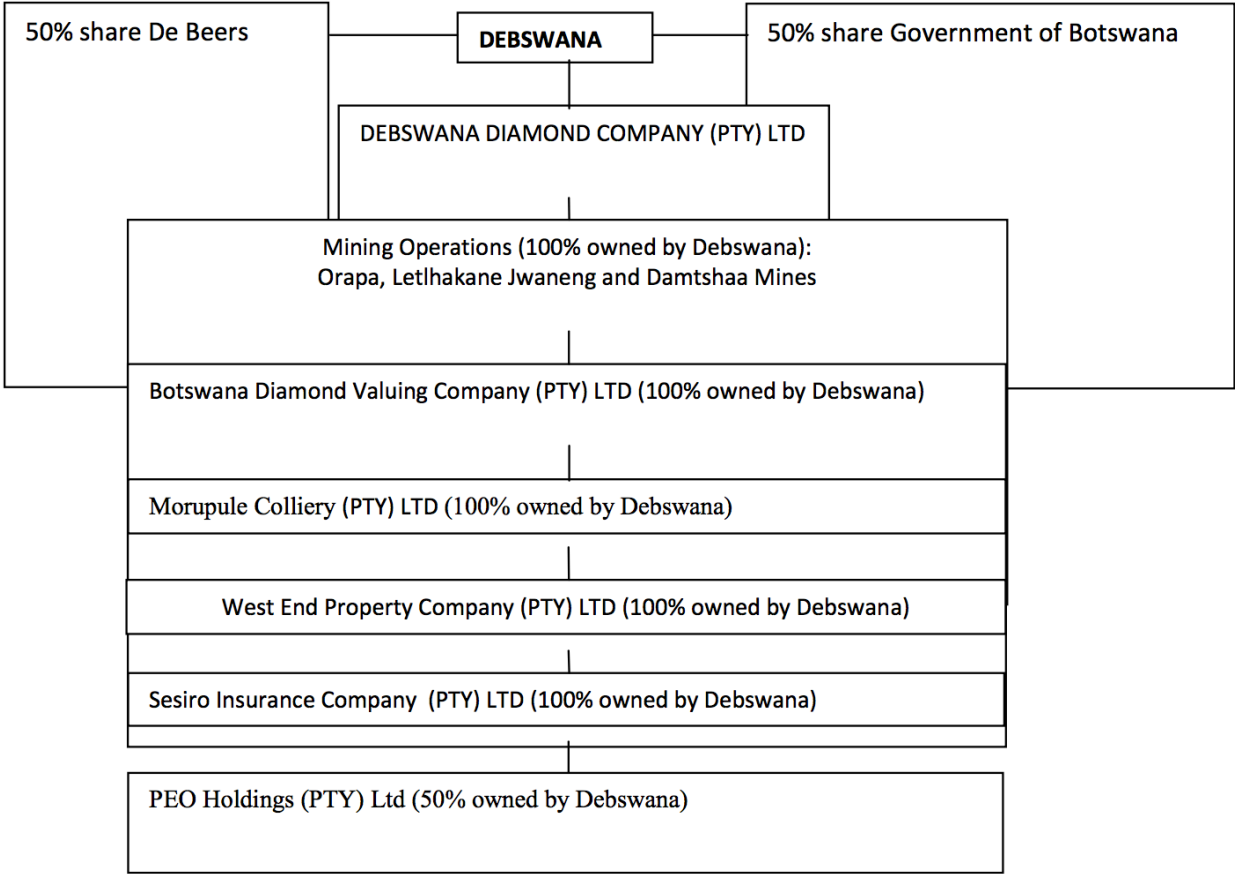 50% share De Beers
DEBSWANA
50% share Government of Botswana
DEBSWANA DIAMOND COMPANY (PTY) LTD
Mining Operations (100% owned by Debswana):
Orapa, Letlhakane Jwaneng and Damtshaa Mines
Botswana Diamond Valuing Company (PTY) LTD (100% owned by Debswana)
Morupule Colliery (PTY) LTD (100% owned by Debswana)
West End Property Company (PTY) LTD (100% owned by Debswana)
Sesiro Insurance Company (PTY) LTD (100% owned by Debswana)
PEO Holdings (PTY) Ltd (50% owned by Debswana)